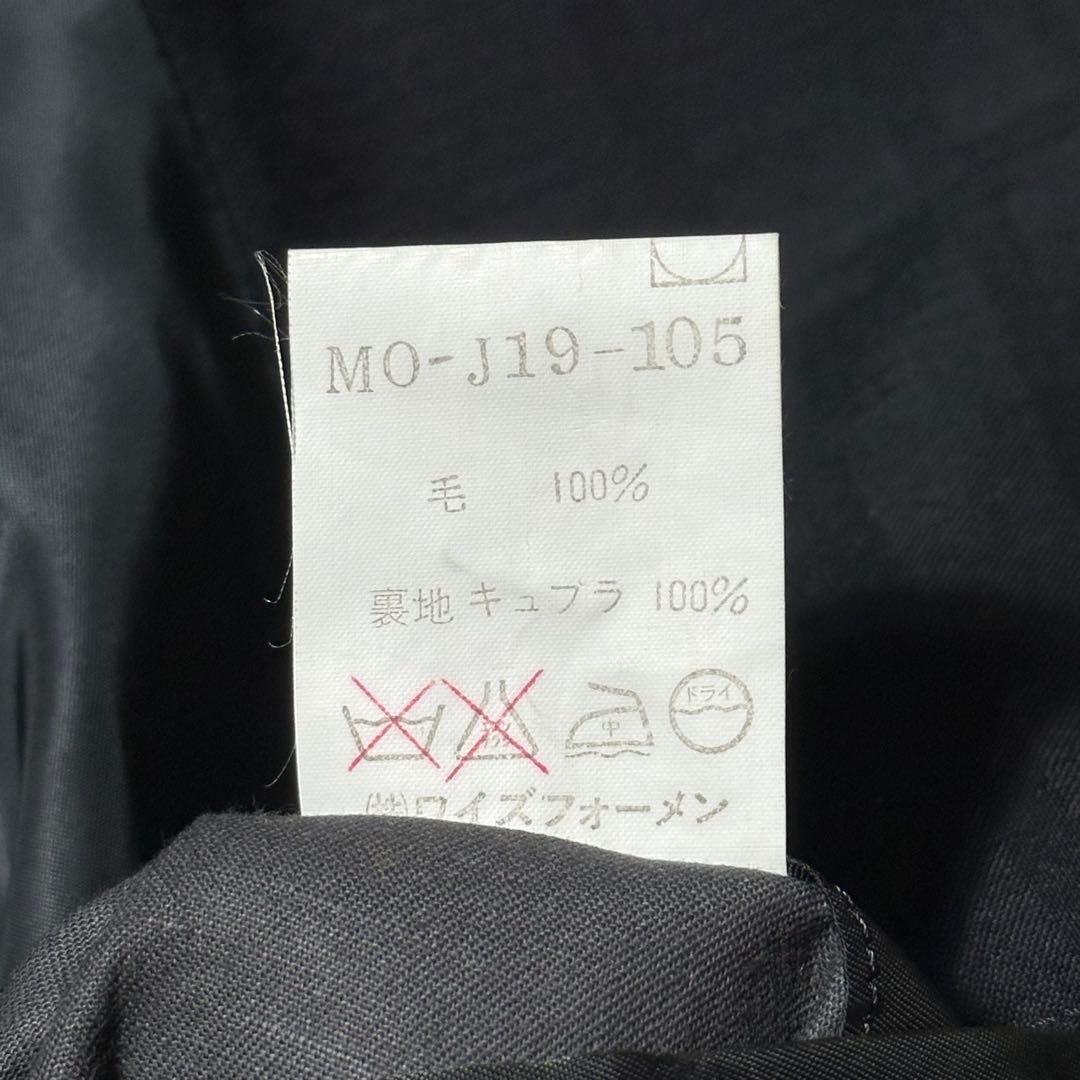 MO-J19-105
毛 100%
裏地 キュプラ 100%
中 ドライ
(株)ワイズフォーメン